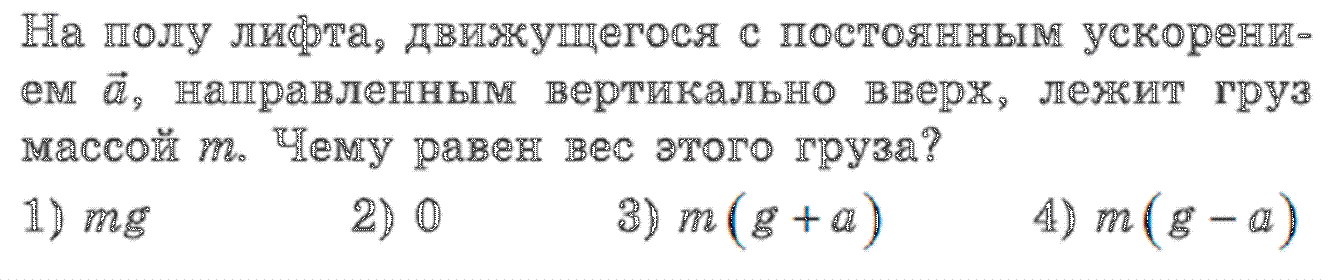 На полу лифта, движущегося с постоянным ускорени-
ем a⃗, направленным вертикально вверх, лежит груз
массой m. Чему равен вес этого груза?
1) mg 2) 0 3) m(g + a) 4) m(g − a)